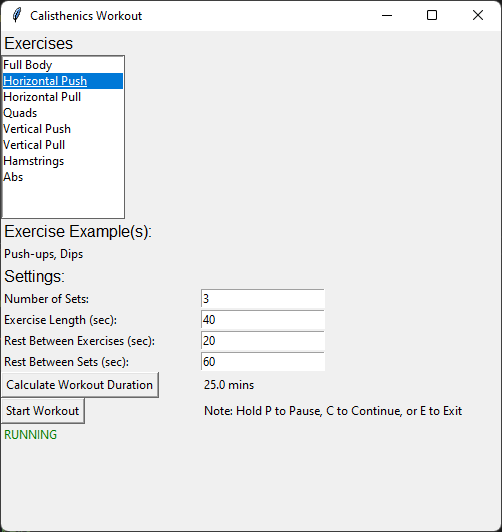 Calisthenics Workout
Exercises
Full Body
Horizontal Push
Horizontal Pull
Quads
Vertical Push
Vertical Pull
Hamstrings
Abs
Exercise Example(s):
Push-ups, Dips
Settings:
Number of Sets: 3
Exercise Length (sec): 40
Rest Between Exercises (sec): 20
Rest Between Sets (sec): 60
Calculate Workout Duration 25.0 mins
Start Workout Note: Hold P to Pause, C to Continue, or E to Exit
RUNNING